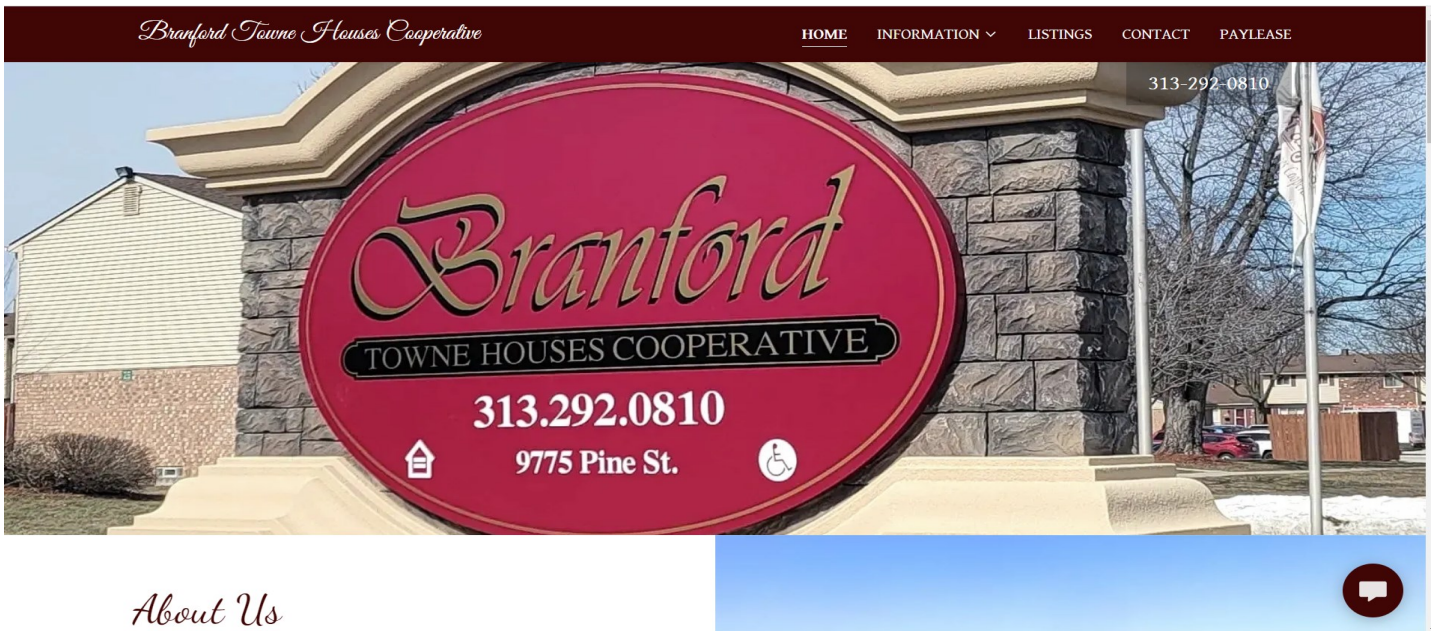 Branford Towne Houses Cooperative
HOME INFORMATION LISTINGS CONTACT PAYLEASE
313-292-0810
Branford
TOWNE HOUSES COOPERATIVE
313.292.0810
9775 Pine St.
About Us